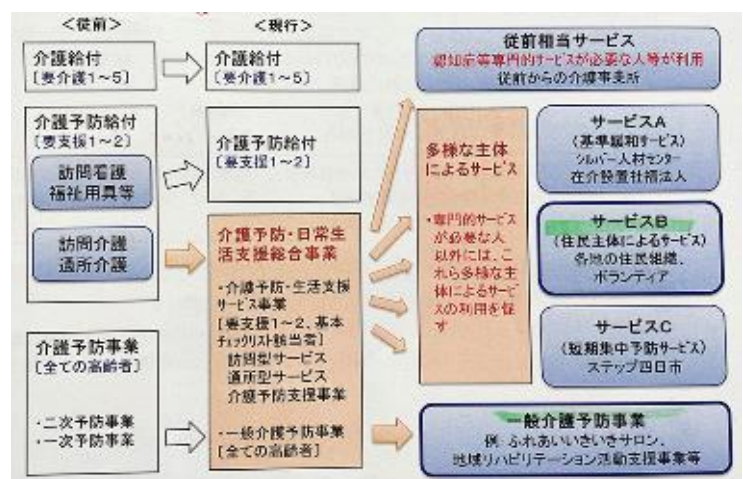 <従前>
<現行>
介護給付
[要介護1～5]
介護給付
[要介護1～5]
介護予防給付
[要支援1～2]
訪問看護
福祉用具等
訪問介護
通所介護
介護予防給付
[要支援1～2]
介護予防・日常生
活支援総合事業
・介護予防・生活支援
サービス事業
[要支援1～2、基本
チェックリスト該当者]
訪問型サービス
通所型サービス
介護予防支援事業
・一般介護予防事業
[全ての高齢者]
介護予防事業
[全ての高齢者]
・二次予防事業
・一次予防事業
多様な主体
によるサービス
・専門的サービス
が必要な人
以外には、これ
ら多様な主
体によるサービ
スの利用を促
す
従前相当サービス
認知症等専門的サービスが必要な人等が利用
従前からの介護事業所
サービスA
(基準緩和サービス)
シルバー人材センター
在介設置社福法人
サービスB
(住民主体によるサービス)
各地の住民組織、
ボランティア
サービスC
(短期集中予防サービス)
ステップ四日市
一般介護予防事業
例:ふれあいいきいきサロン、
地域リハビリテーション活動支援事業等